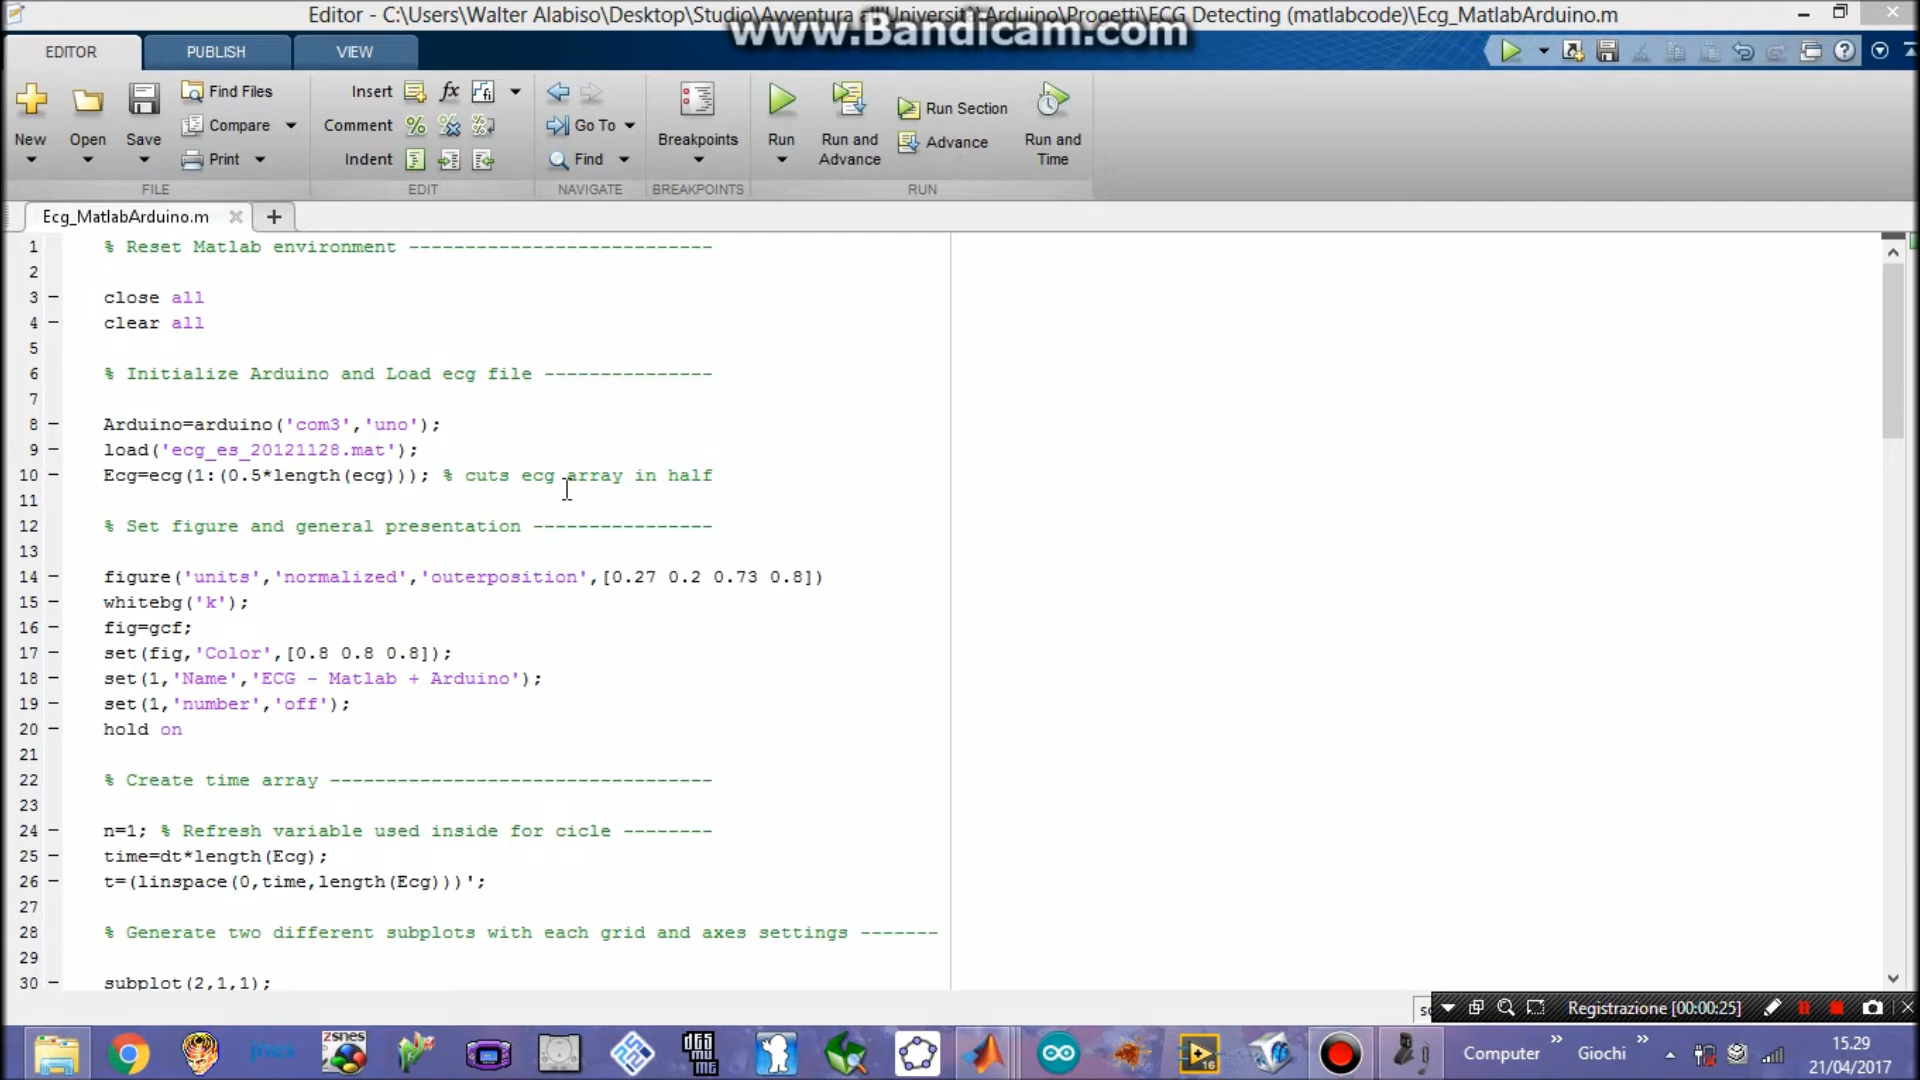 Editor - C:\Users\Walter Alabiso\Desktop\Studio\Avventura all'Università\Arduino\Progetti\ECG Detecting (matlabcode)\Ecg_MatlabArduino.m
www.Bandicam.com
EDITOR
PUBLISH
VIEW
New
Open
Save
Find Files
Compare
Print
FILE
Insert
fx
Comment
Indent
EDIT
Go To
Find
NAVIGATE
Breakpoints
BREAKPOINTS
Run
Run and
Advance
Run Section
Advance
Run and
Time
RUN
Ecg_MatlabArduino.m
1 % Reset Matlab environment ---------------------------
2
3 - close all
4 - clear all
5
6 % Initialize Arduino and Load ecg file ---------------
7
8 - Arduino=arduino('com3','uno');
9 - load('ecg_es_20121128.mat');
10 - Ecg=ecg(1:(0.5*length(ecg))); % cuts ecg array in half
11
12 % Set figure and general presentation ----------------
13
14 - figure('units','normalized','outerposition',[0.27 0.2 0.73 0.8])
15 - whitebg('k');
16 - fig=gcf;
17 - set(fig,'Color',[0.8 0.8 0.8]);
18 - set(1,'Name','ECG - Matlab + Arduino');
19 - set(1,'number','off');
20 - hold on
21
22 % Create time array ----------------------------------
23
24 - n=1; % Refresh variable used inside for cicle --------
25 - time=dt*length(Ecg);
26 - t=(linspace(0,time,length(Ecg)))';
27
28 % Generate two different subplots with each grid and axes settings -------
29
30 - subplot(2,1,1);
Registrazione [00:00:25]
zsnes
Computer
Giochi
15.29
21/04/2017